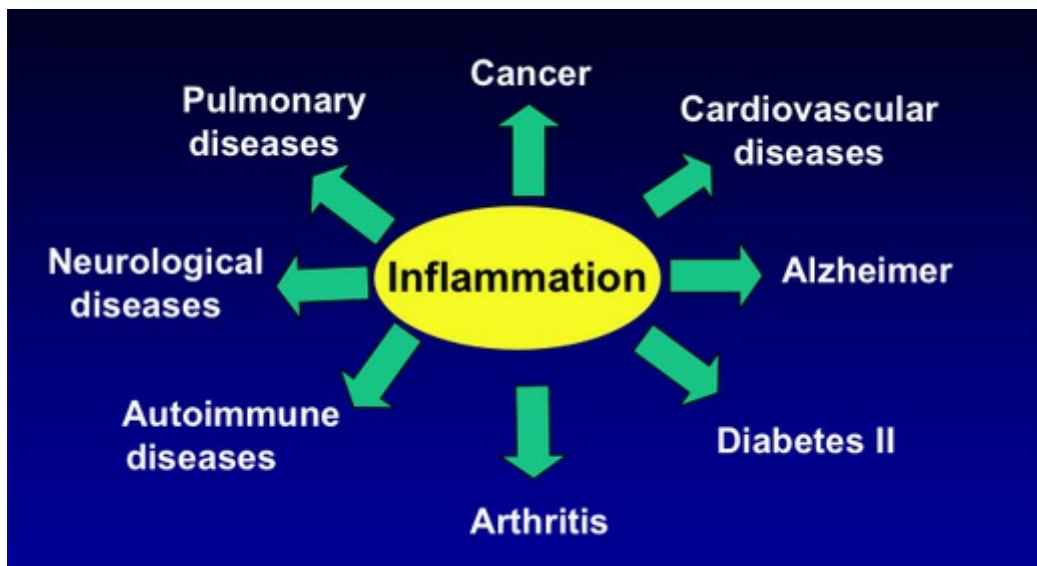 Cancer
Pulmonary
diseases
Cardiovascular
diseases
Neurological
diseases
Inflammation
Alzheimer
Autoimmune
diseases
Diabetes II
Arthritis